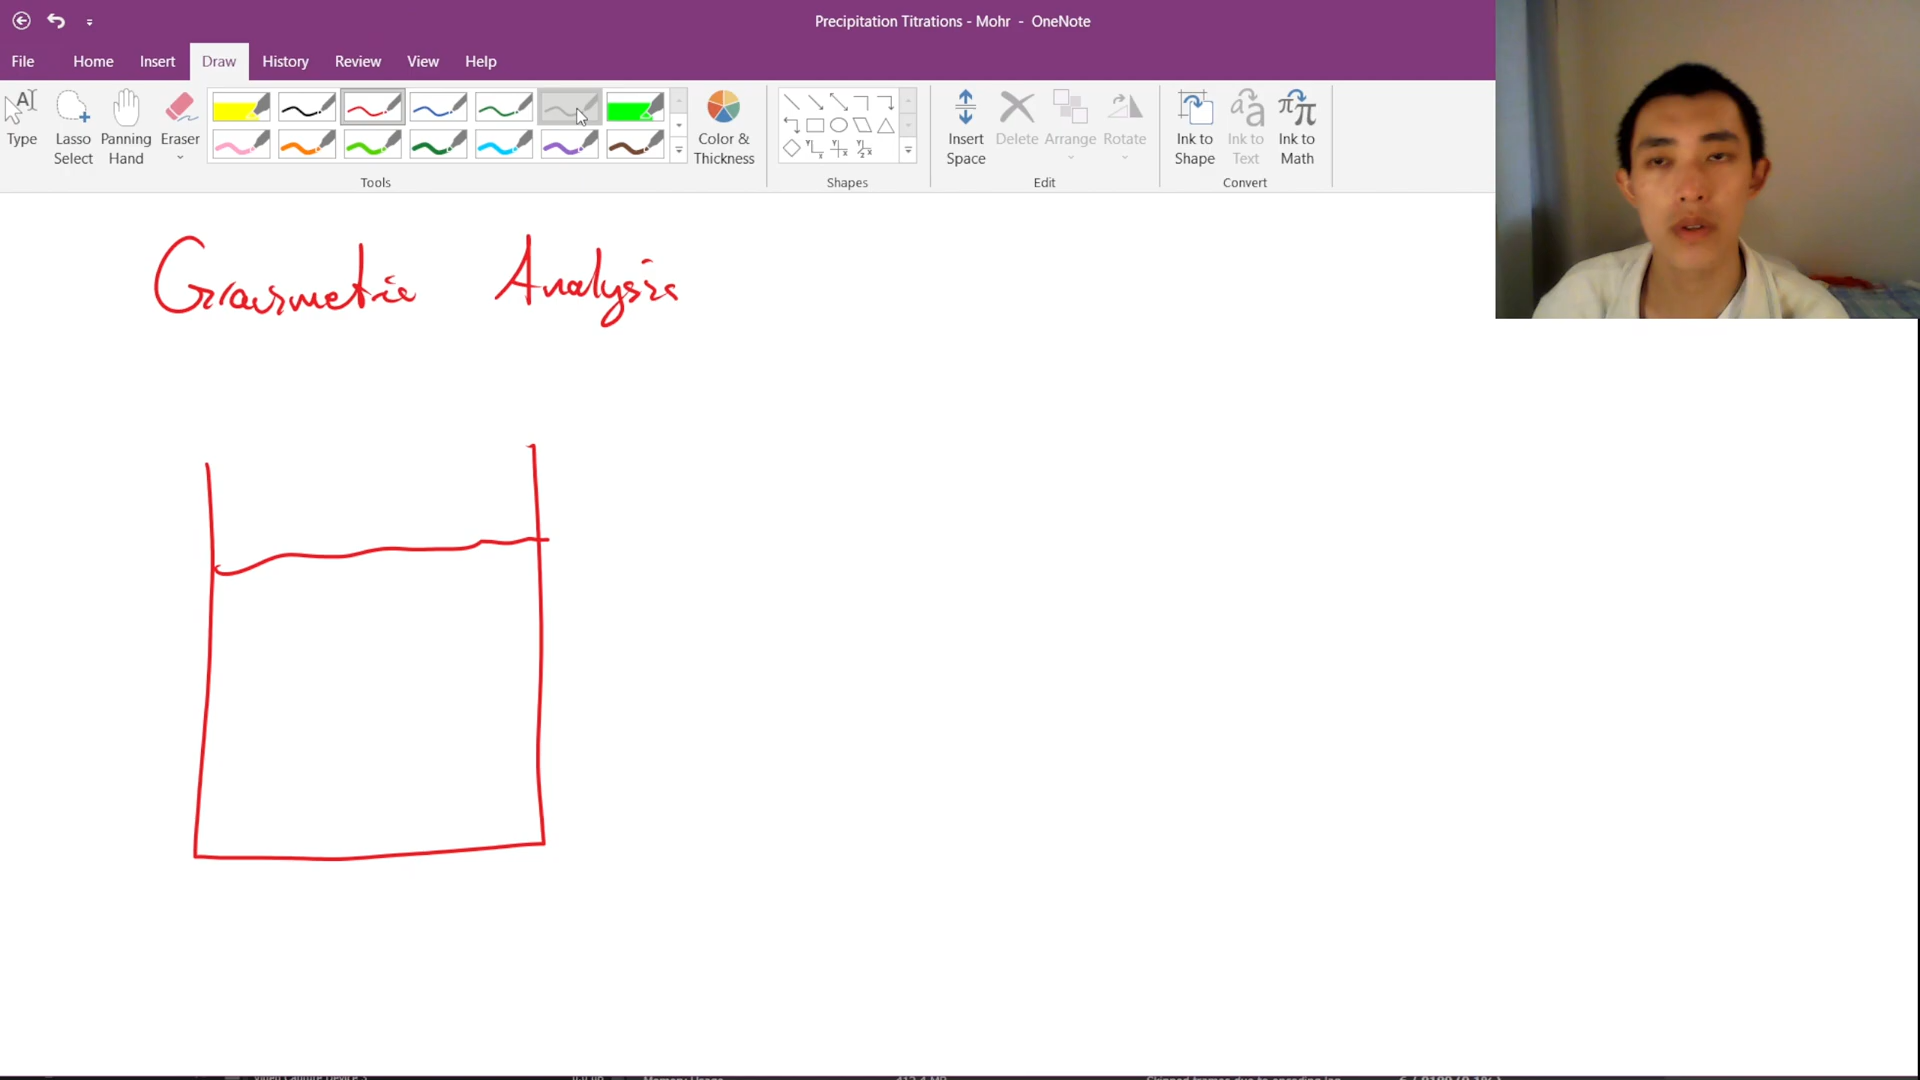 Precipitation Titrations - Mohr - OneNote
File Home Insert Draw History Review View Help
Type
Lasso Select
Panning Hand
Eraser
Color & Thickness
Insert Space
Delete
Arrange
Rotate
Ink to Shape
Ink to Text
Ink to Math
Tools
Shapes
Edit
Convert
Gravmetric Analysis